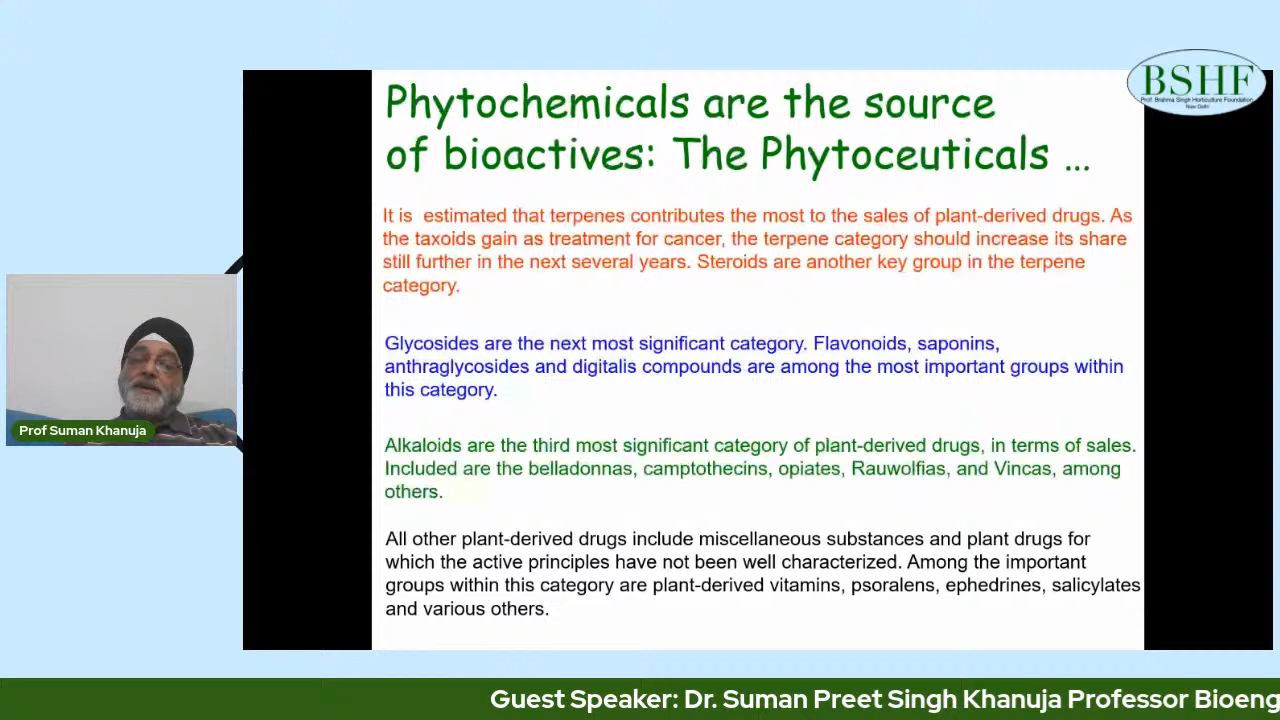 Phytochemicals are the source
of bioactives: The Phytoceuticals ...
BSHF
Prof. Brahma Singh Horticulture Foundation
New Delhi
It is estimated that terpenes contributes the most to the sales of plant-derived drugs. As
the taxoids gain as treatment for cancer, the terpene category should increase its share
still further in the next several years. Steroids are another key group in the terpene
category.
Glycosides are the next most significant category. Flavonoids, saponins,
anthraglycosides and digitalis compounds are among the most important groups within
this category.
Prof Suman Khanuja
Alkaloids are the third most significant category of plant-derived drugs, in terms of sales.
Included are the belladonnas, camptothecins, opiates, Rauwolfias, and Vincas, among
others.
All other plant-derived drugs include miscellaneous substances and plant drugs for
which the active principles have not been well characterized. Among the important
groups within this category are plant-derived vitamins, psoralens, ephedrines, salicylates
and various others.
Guest Speaker: Dr. Suman Preet Singh Khanuja Professor Bioeng